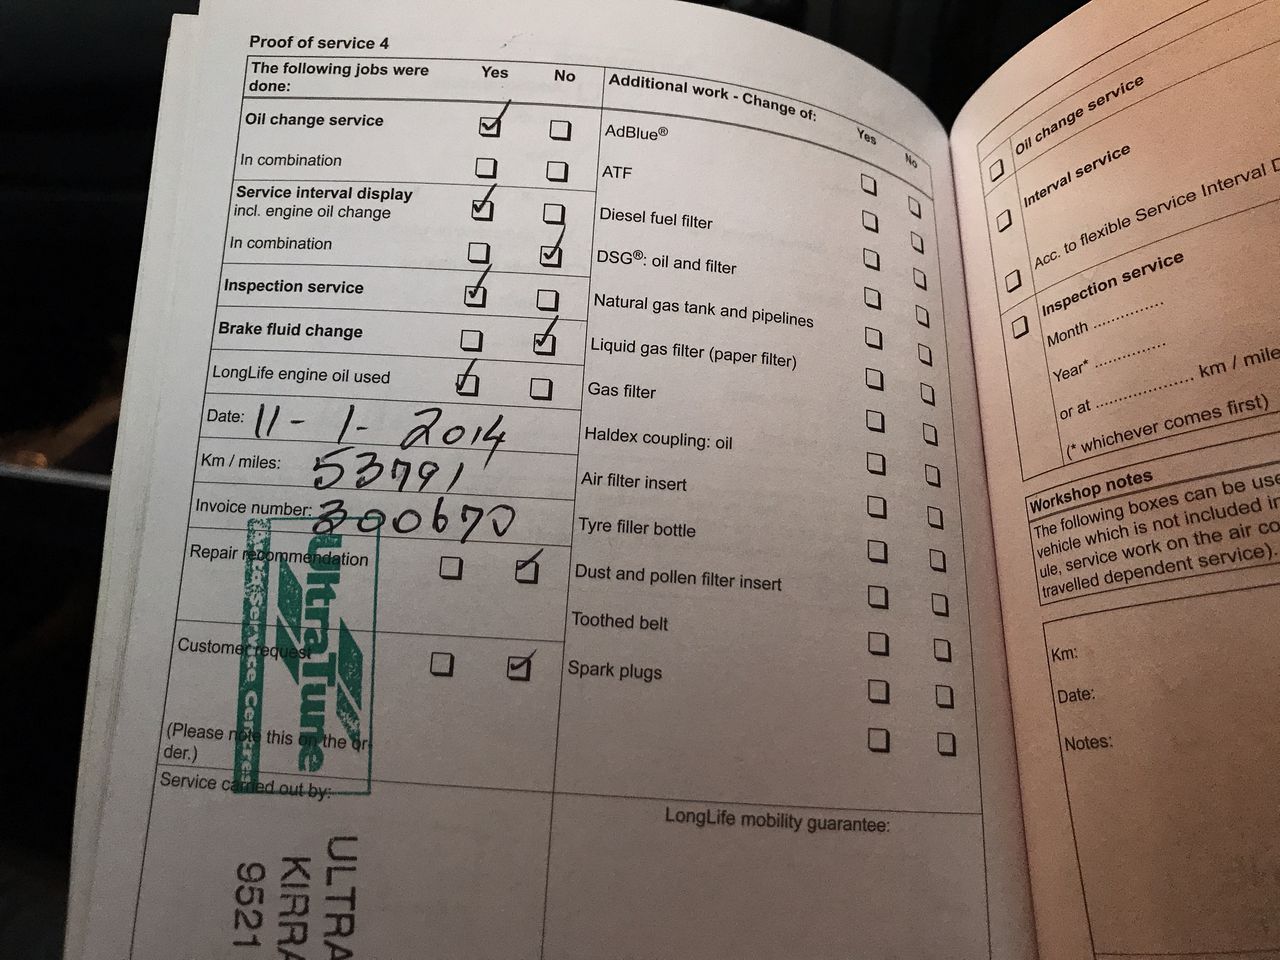 Proof of service 4
The following jobs were done: Yes No
Oil change service
In combination
Service interval display
incl. engine oil change
In combination
Inspection service
Brake fluid change
LongLife engine oil used
Date: 11 - 1 - 2014
Km / miles: 53791
Invoice number: 300670
Repair recommendation
Customer request
(Please note this on the or-
der.)
Service carried out by:
UltraTune
Auto Service Centres
ULTRA
KIRRA
9521
Additional work - Change of: Yes No
AdBlue®
ATF
Diesel fuel filter
DSG®: oil and filter
Natural gas tank and pipelines
Liquid gas filter (paper filter)
Gas filter
Haldex coupling: oil
Air filter insert
Tyre filler bottle
Dust and pollen filter insert
Toothed belt
Spark plugs
LongLife mobility guarantee:
Oil change service
Interval service
Acc. to flexible Service Interval
Inspection service
Month ..............
Year* ..............
or at .................... km / mile
(* whichever comes first)
Workshop notes
The following boxes can be use
vehicle which is not included in
ule, service work on the air co
travelled dependent service).
Km:
Date:
Notes: